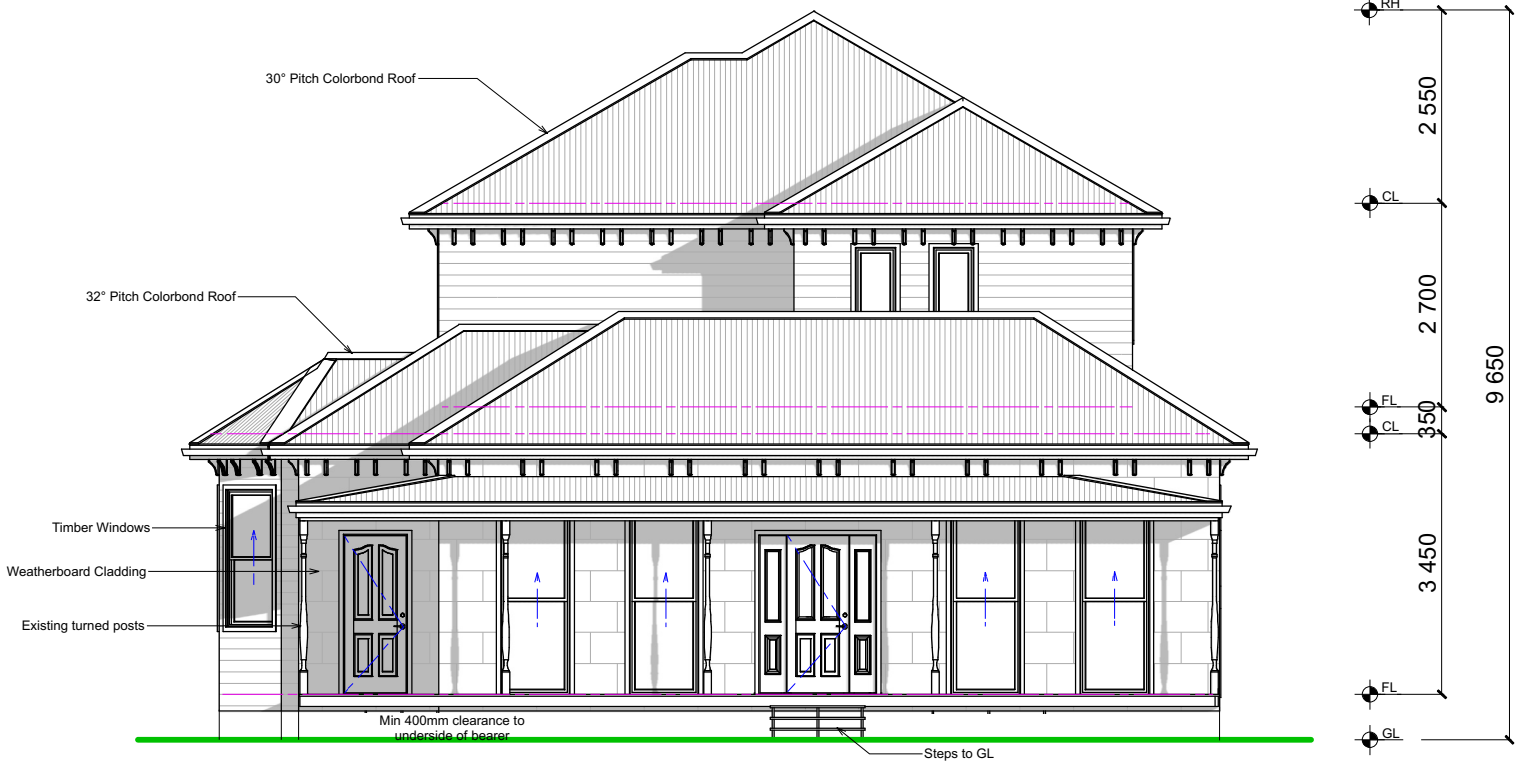 RH
30° Pitch Colorbond Roof
2 550
CL
32° Pitch Colorbond Roof
2 700
9 650
FL
350
CL
Timber Windows
Weatherboard Cladding
3 450
Existing turned posts
FL
Min 400mm clearance to
underside of bearer
GL
Steps to GL